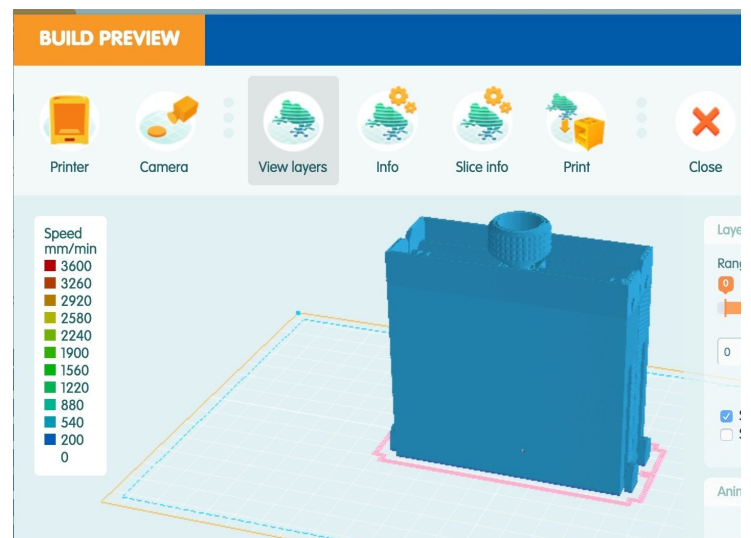 BUILD PREVIEW
Printer
Camera
View layers
Info
Slice info
Print
Close
Speed
mm/min
3600
3260
2920
2580
2240
1900
1560
1220
880
540
200
0
0
0